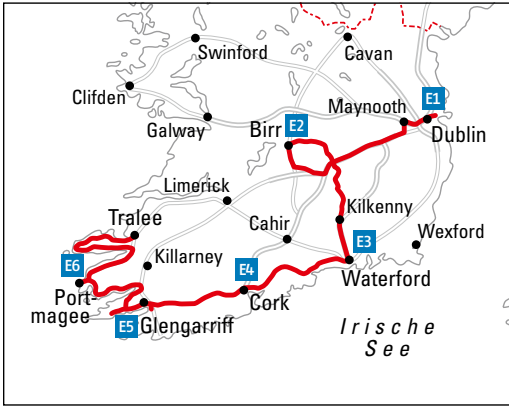 Swinford
Cavan
Clifden
Maynooth
E1
Galway
Birr
E2
Dublin
Limerick
Kilkenny
Tralee
Cahir
Wexford
E3
Killarney
E6
E4
Waterford
Port-
magee
Cork
E5
Glengarriff
Irische
See